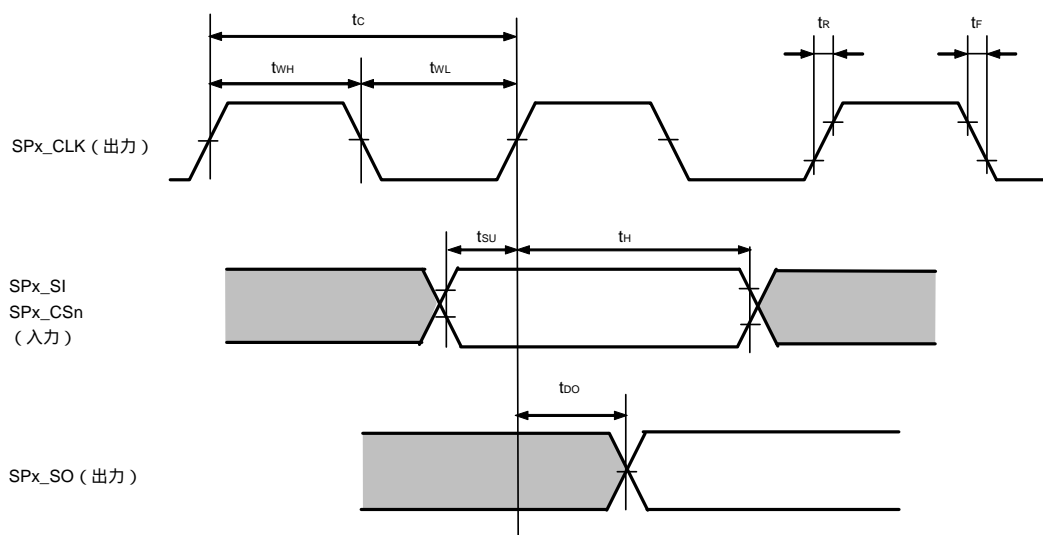 tC
tR
tF
tWH
tWL
SPx_CLK（出力）
tSU
tH
SPx_SI
SPx_CSn
（入力）
tDO
SPx_SO（出力）